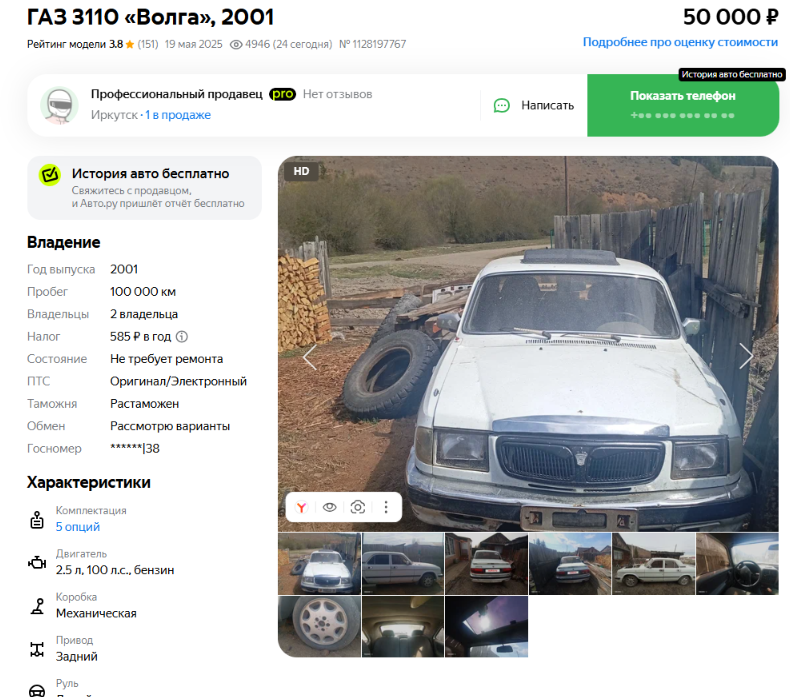 ГАЗ 3110 «Волга», 2001
50 000 ₽
Рейтинг модели 3.8 ★ (151) 19 мая 2025 4946 (24 сегодня) № 1128197767
Подробнее про оценку стоимости
История авто бесплатно
Профессиональный продавец pro Нет отзывов
Иркутск · 1 в продаже
Написать
Показать телефон
+•• ••• ••• •• ••
История авто бесплатно
Свяжитесь с продавцом,
и Авто.ру пришлёт отчёт бесплатно
HD
Владение
Год выпуска 2001
Пробег 100 000 км
Владельцы 2 владельца
Налог 585 ₽ в год
Состояние Не требует ремонта
ПТС Оригинал/Электронный
Таможня Растаможен
Обмен Рассмотрю варианты
Госномер ******|38
Характеристики
Комплектация
5 опций
Двигатель
2.5 л, 100 л.с., бензин
Коробка
Механическая
Привод
Задний
Руль